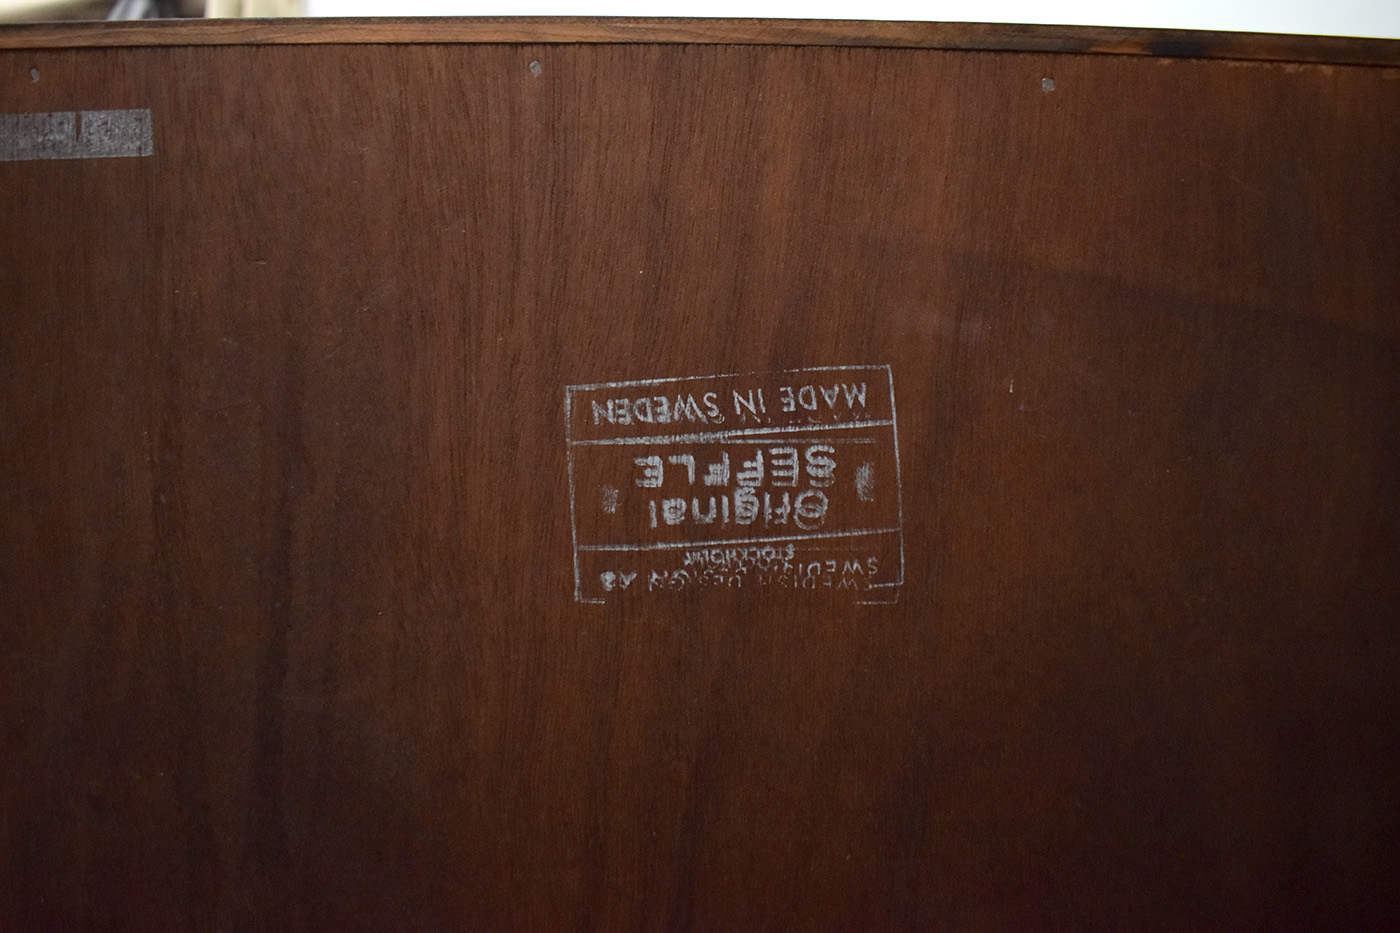 SWEDISH DESIGN AB
STOCKHOLM
Original
SEFFLE
MADE IN SWEDEN